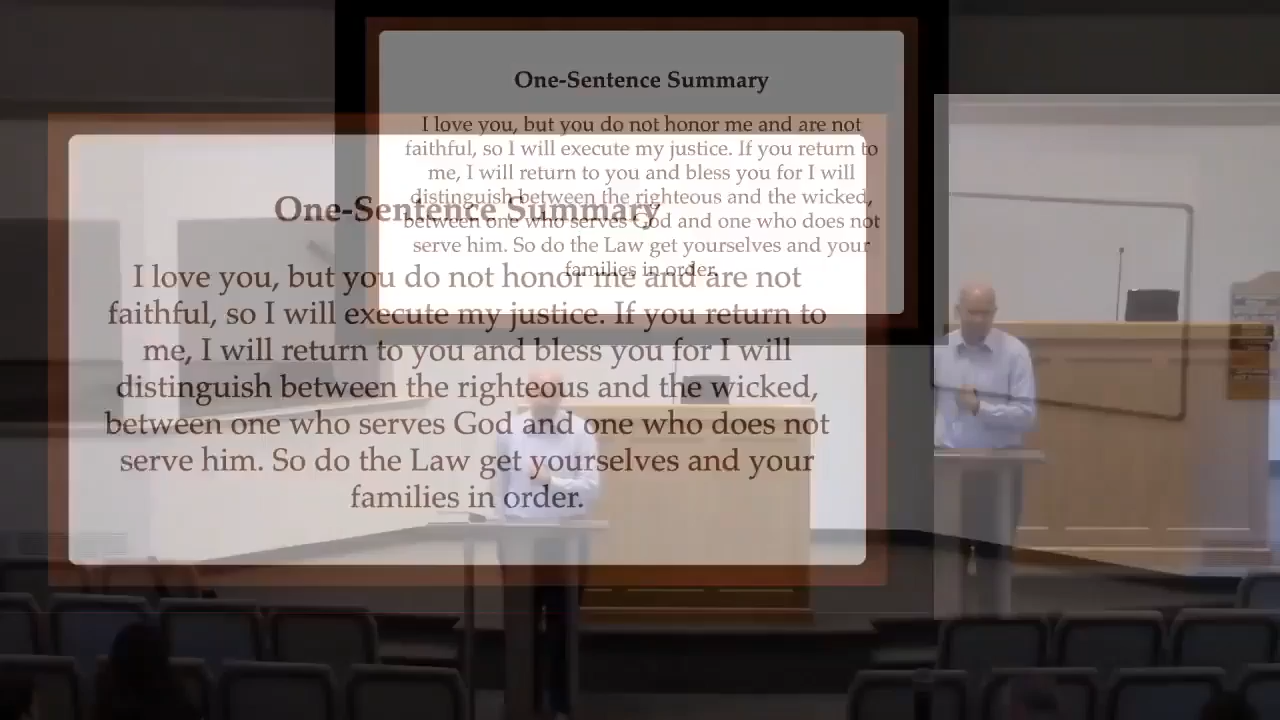 One-Sentence Summary
I love you, but you do not honor me and are not
faithful, so I will execute my justice. If you return to
me, I will return to you and bless you for I will
distinguish between the righteous and the wicked,
between one who serves God and one who does not
serve him. So do the Law get yourselves and your
families in order.
One-Sentence Summary
I love you, but you do not honor me and are not
faithful, so I will execute my justice. If you return to
me, I will return to you and bless you for I will
distinguish between the righteous and the wicked,
between one who serves God and one who does not
serve him. So do the Law get yourselves and your
families in order.